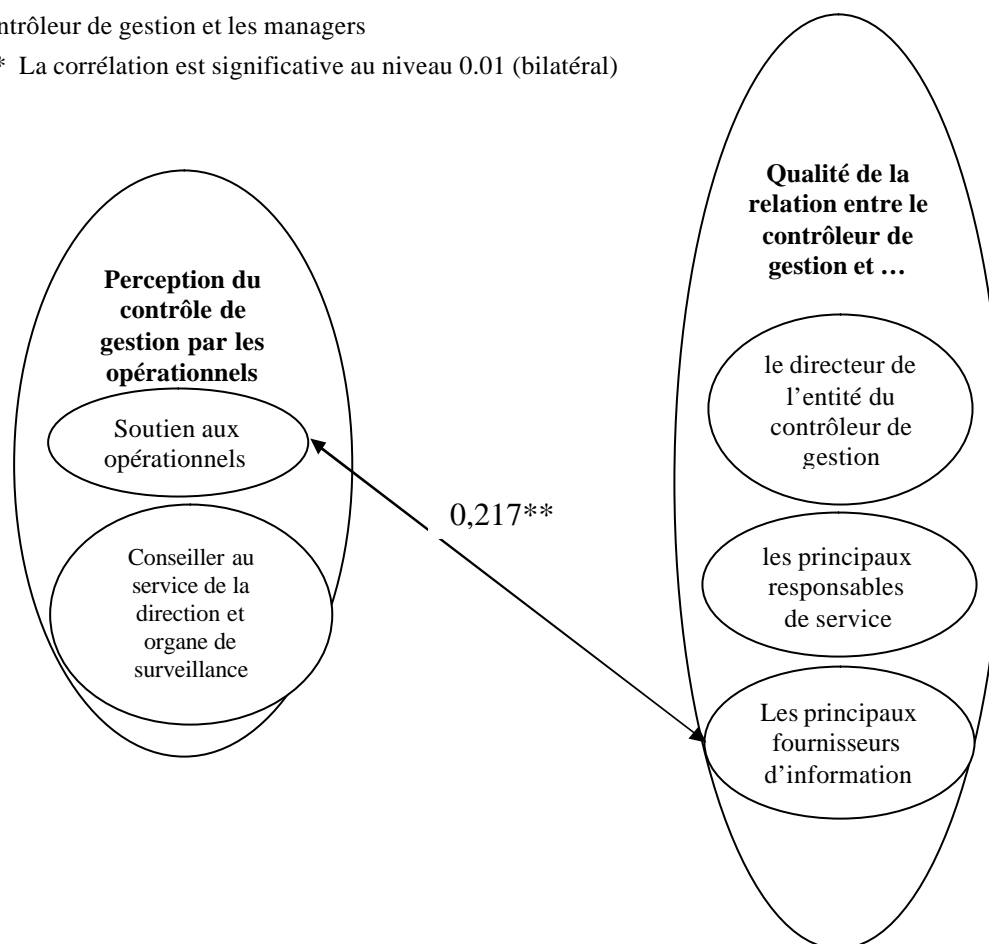 ntrôleur de gestion et les managers
* La corrélation est significative au niveau 0.01 (bilatéral)
Perception du
contrôle de
gestion par les
opérationnels
Soutien aux
opérationnels
Conseiller au
service de la
direction et
organe de
surveillance
0,217**
Qualité de la
relation entre le
contrôleur de
gestion et …
le directeur de
l’entité du
contrôleur de
gestion
les principaux
responsables
de service
Les principaux
fournisseurs
d’information